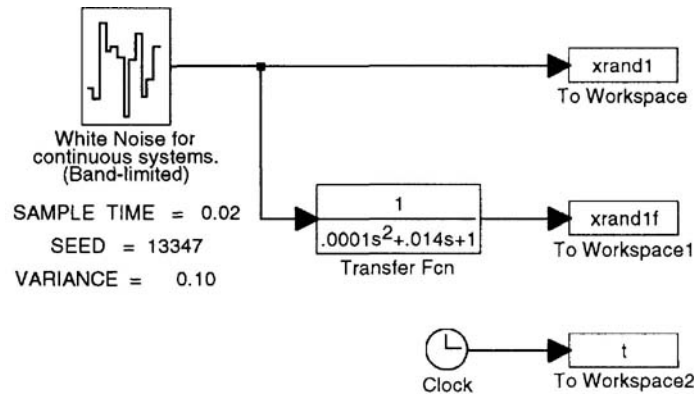 xrand1
To Workspace
White Noise for
continuous systems.
(Band-limited)
SAMPLE TIME = 0.02
SEED = 13347
VARIANCE = 0.10
1
.0001s²+.014s+1
Transfer Fcn
xrand1f
To Workspace1
Clock
t
To Workspace2